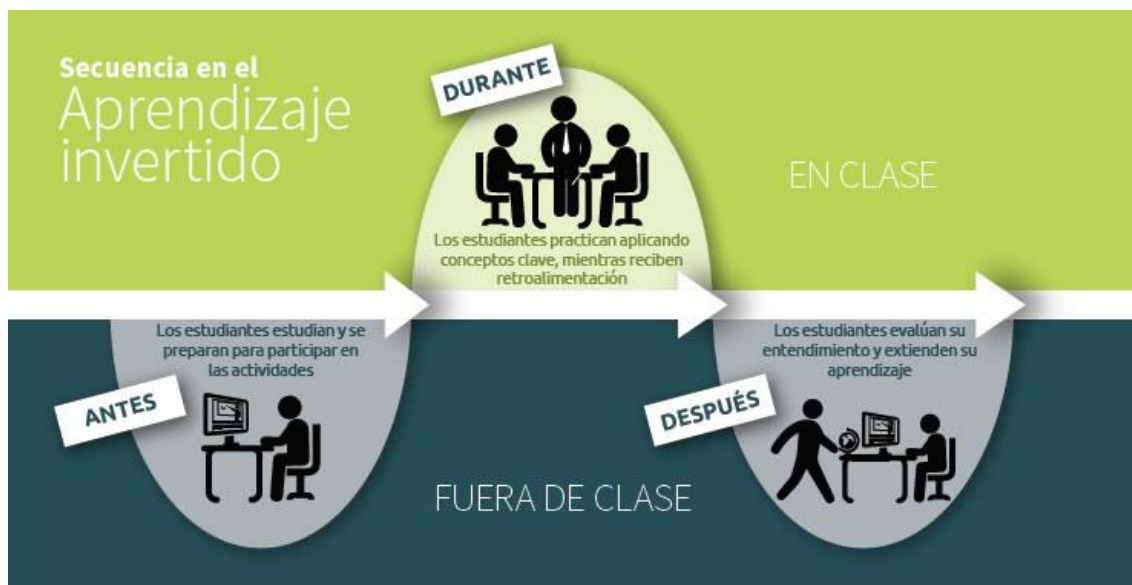 Secuencia en el
Aprendizaje
invertido
DURANTE
EN CLASE
Los estudiantes practican aplicando
conceptos clave, mientras reciben
retroalimentación
Los estudiantes estudian y se
preparan para participar en
las actividades
ANTES
Los estudiantes evalúan su
entendimiento y extienden su
aprendizaje
DESPUÉS
FUERA DE CLASE